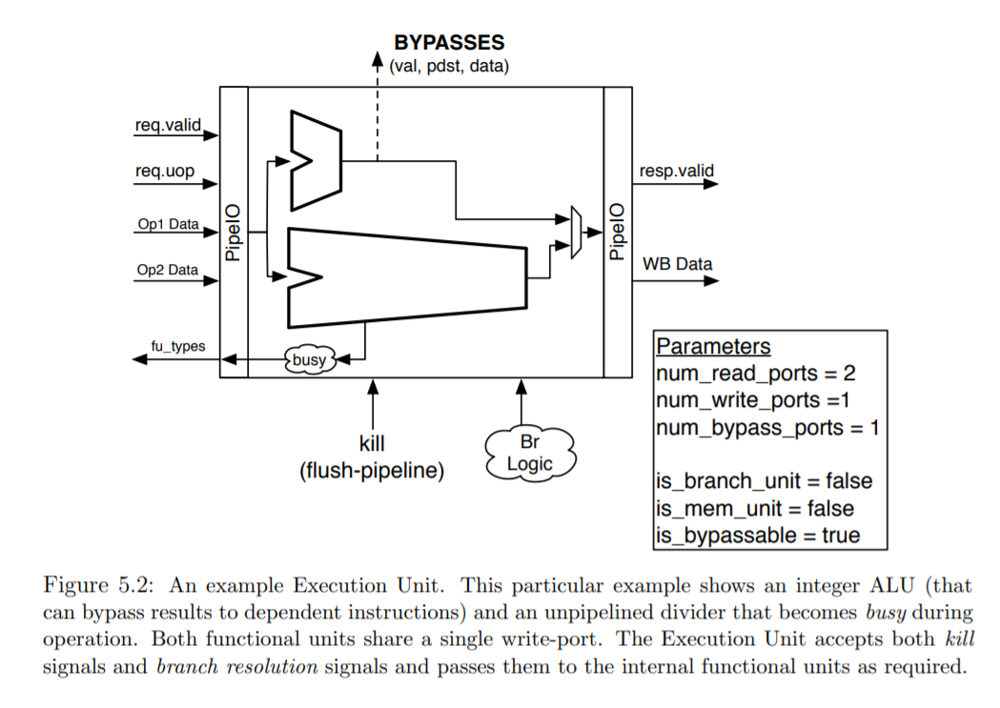 BYPASSES
(val, pdst, data)
req.valid
req.uop
Op1 Data
Op2 Data
fu_types
PipeIO
busy
PipeIO
resp.valid
WB Data
kill
(flush-pipeline)
Br
Logic
Parameters
num_read_ports = 2
num_write_ports =1
num_bypass_ports = 1
is_branch_unit = false
is_mem_unit = false
is_bypassable = true
Figure 5.2: An example Execution Unit. This particular example shows an integer ALU (that
can bypass results to dependent instructions) and an unpipelined divider that becomes busy during
operation. Both functional units share a single write-port. The Execution Unit accepts both kill
signals and branch resolution signals and passes them to the internal functional units as required.